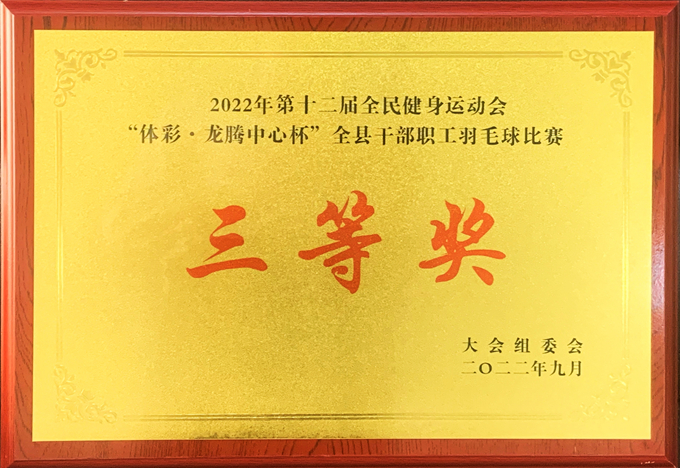 2022年第十二届全民健身运动会
“体彩·龙腾中心杯”全县干部职工羽毛球比赛
三等奖
大会组委会
二〇二二年九月